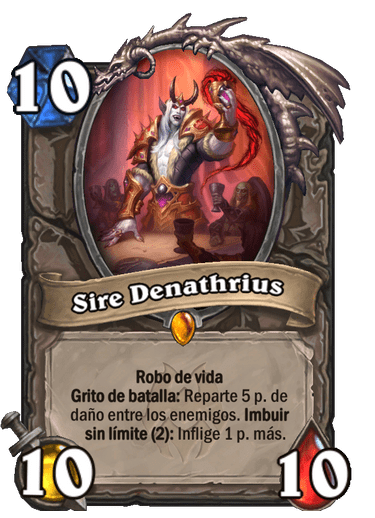 10
Sire Denathrius
Robo de vida
Grito de batalla: Reparte 5 p. de
daño entre los enemigos. Imbuir
sin límite (2): Inflige 1 p. más.
10
10